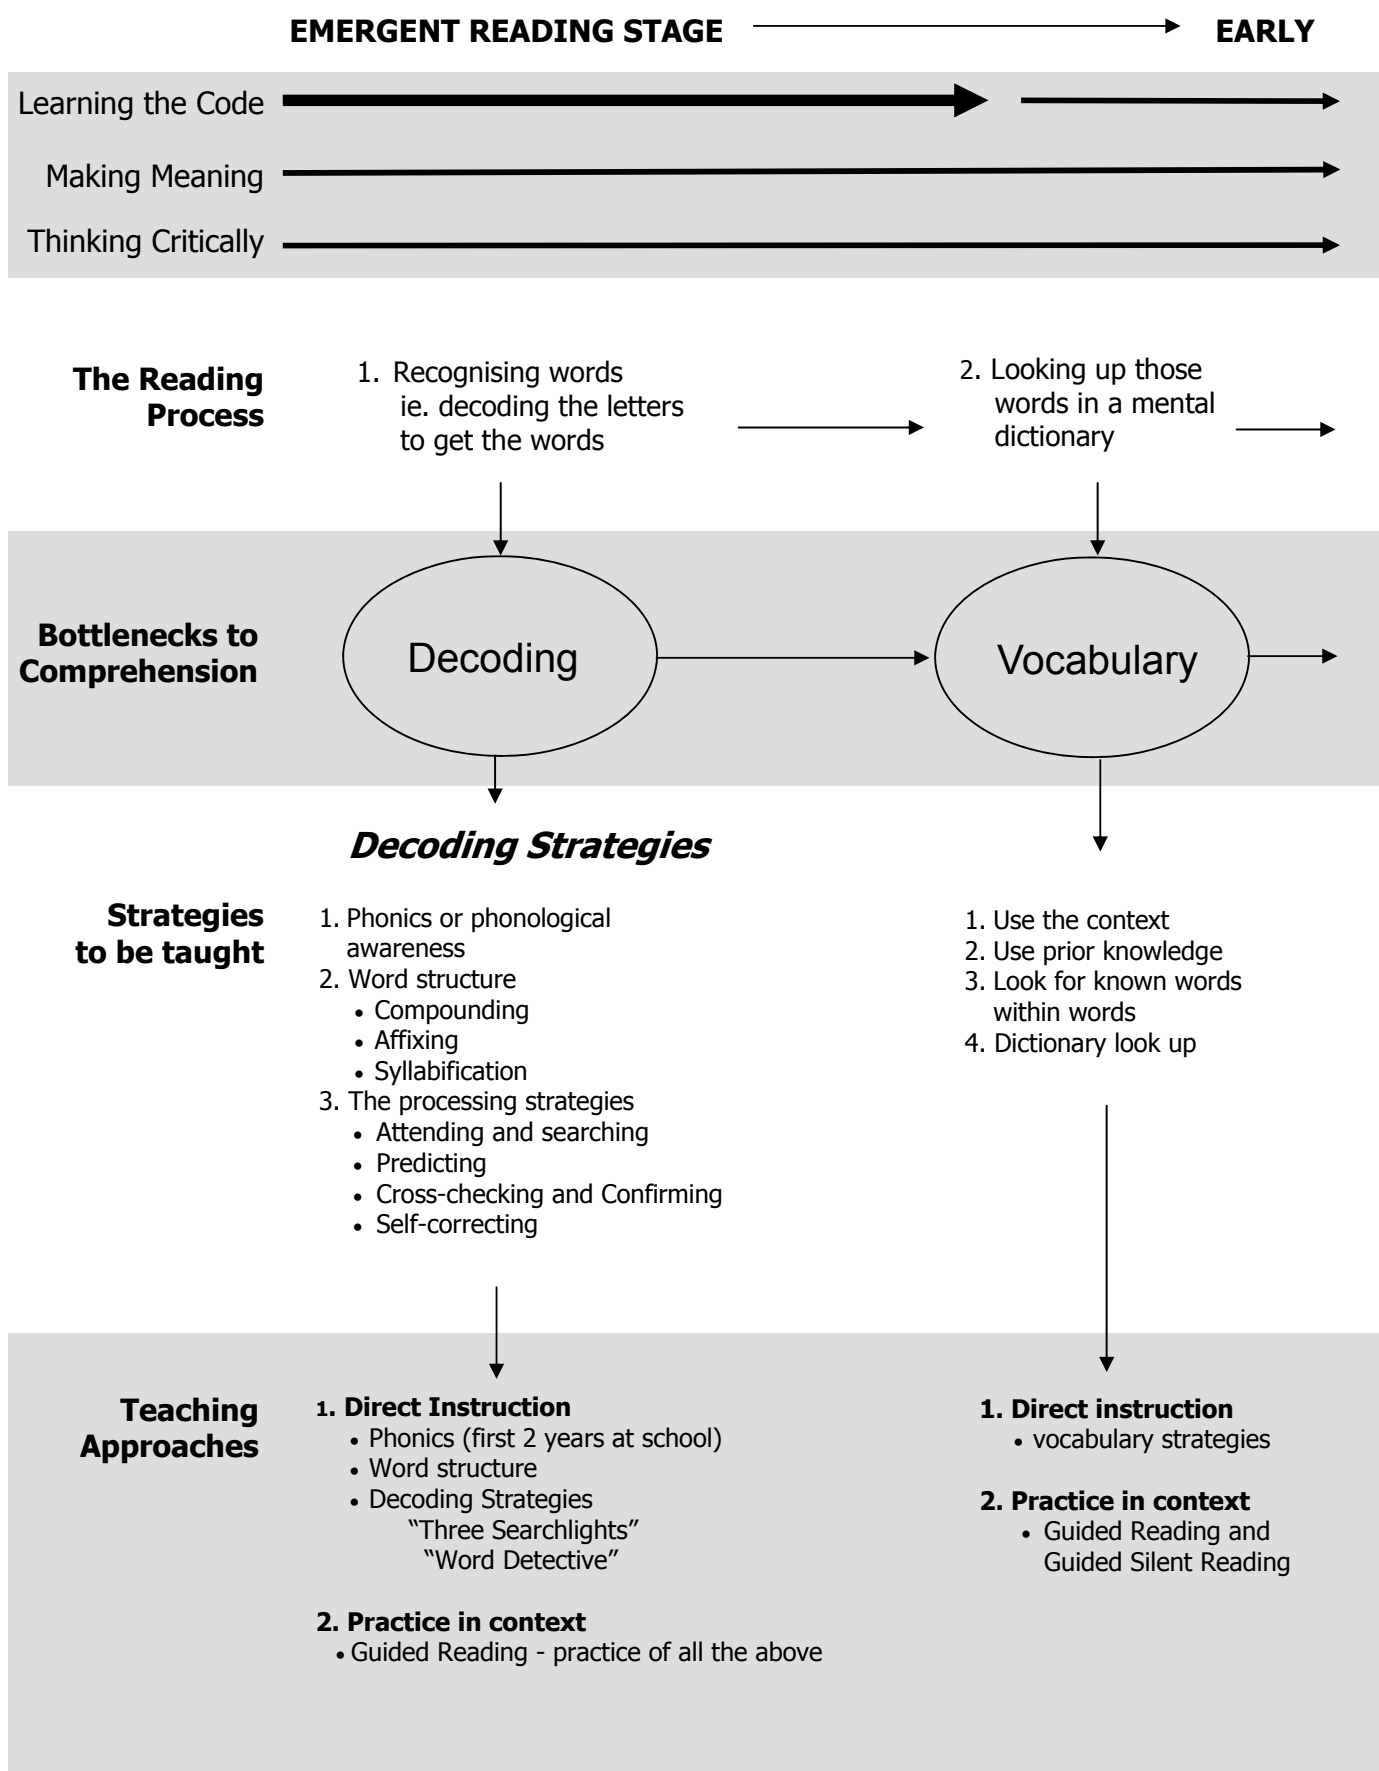 EMERGENT READING STAGE EARLY
Learning the Code
Making Meaning
Thinking Critically
The Reading
Process
1. Recognising words
ie. decoding the letters
to get the words
2. Looking up those
words in a mental
dictionary
Bottlenecks to
Comprehension
Decoding
Vocabulary
Decoding Strategies
Strategies
to be taught
1. Phonics or phonological
awareness
2. Word structure
• Compounding
• Affixing
• Syllabification
3. The processing strategies
• Attending and searching
• Predicting
• Cross-checking and Confirming
• Self-correcting
1. Use the context
2. Use prior knowledge
3. Look for known words
within words
4. Dictionary look up
Teaching
Approaches
1. Direct Instruction
• Phonics (first 2 years at school)
• Word structure
• Decoding Strategies
“Three Searchlights”
“Word Detective”
2. Practice in context
• Guided Reading - practice of all the above
1. Direct instruction
• vocabulary strategies
2. Practice in context
• Guided Reading and
Guided Silent Reading